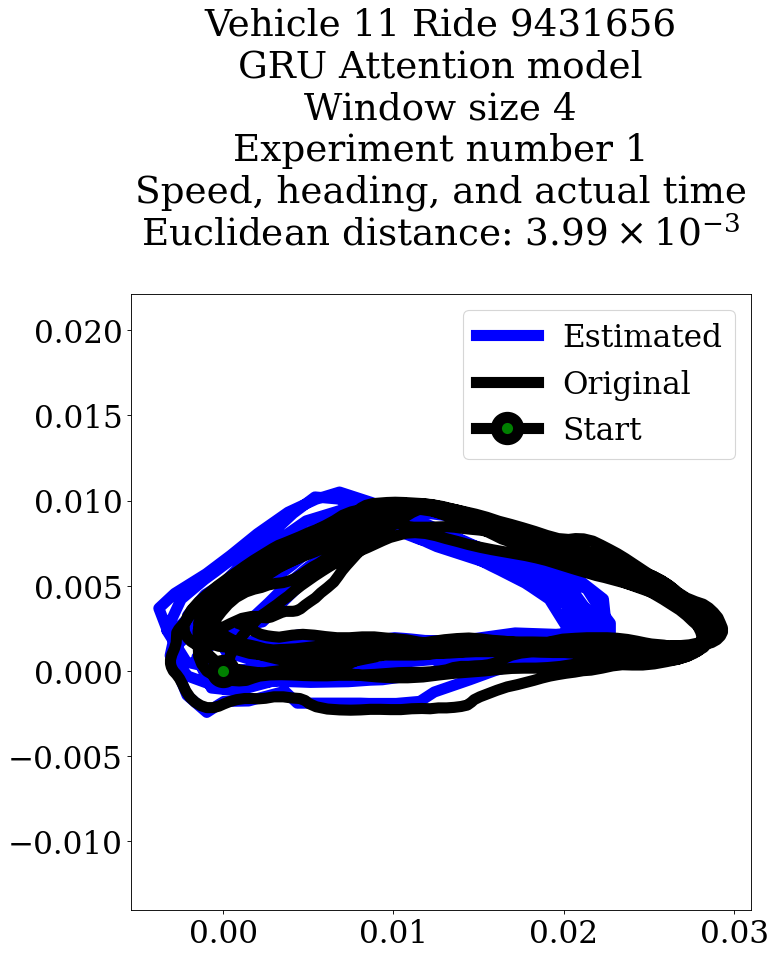 Vehicle 11 Ride 9431656
GRU Attention model
Window size 4
Experiment number 1
Speed, heading, and actual time
Euclidean distance: 3.99 × 10⁻³
Estimated
Original
Start
0.020
0.015
0.010
0.005
0.000
−0.005
−0.010
0.00 0.01 0.02 0.03